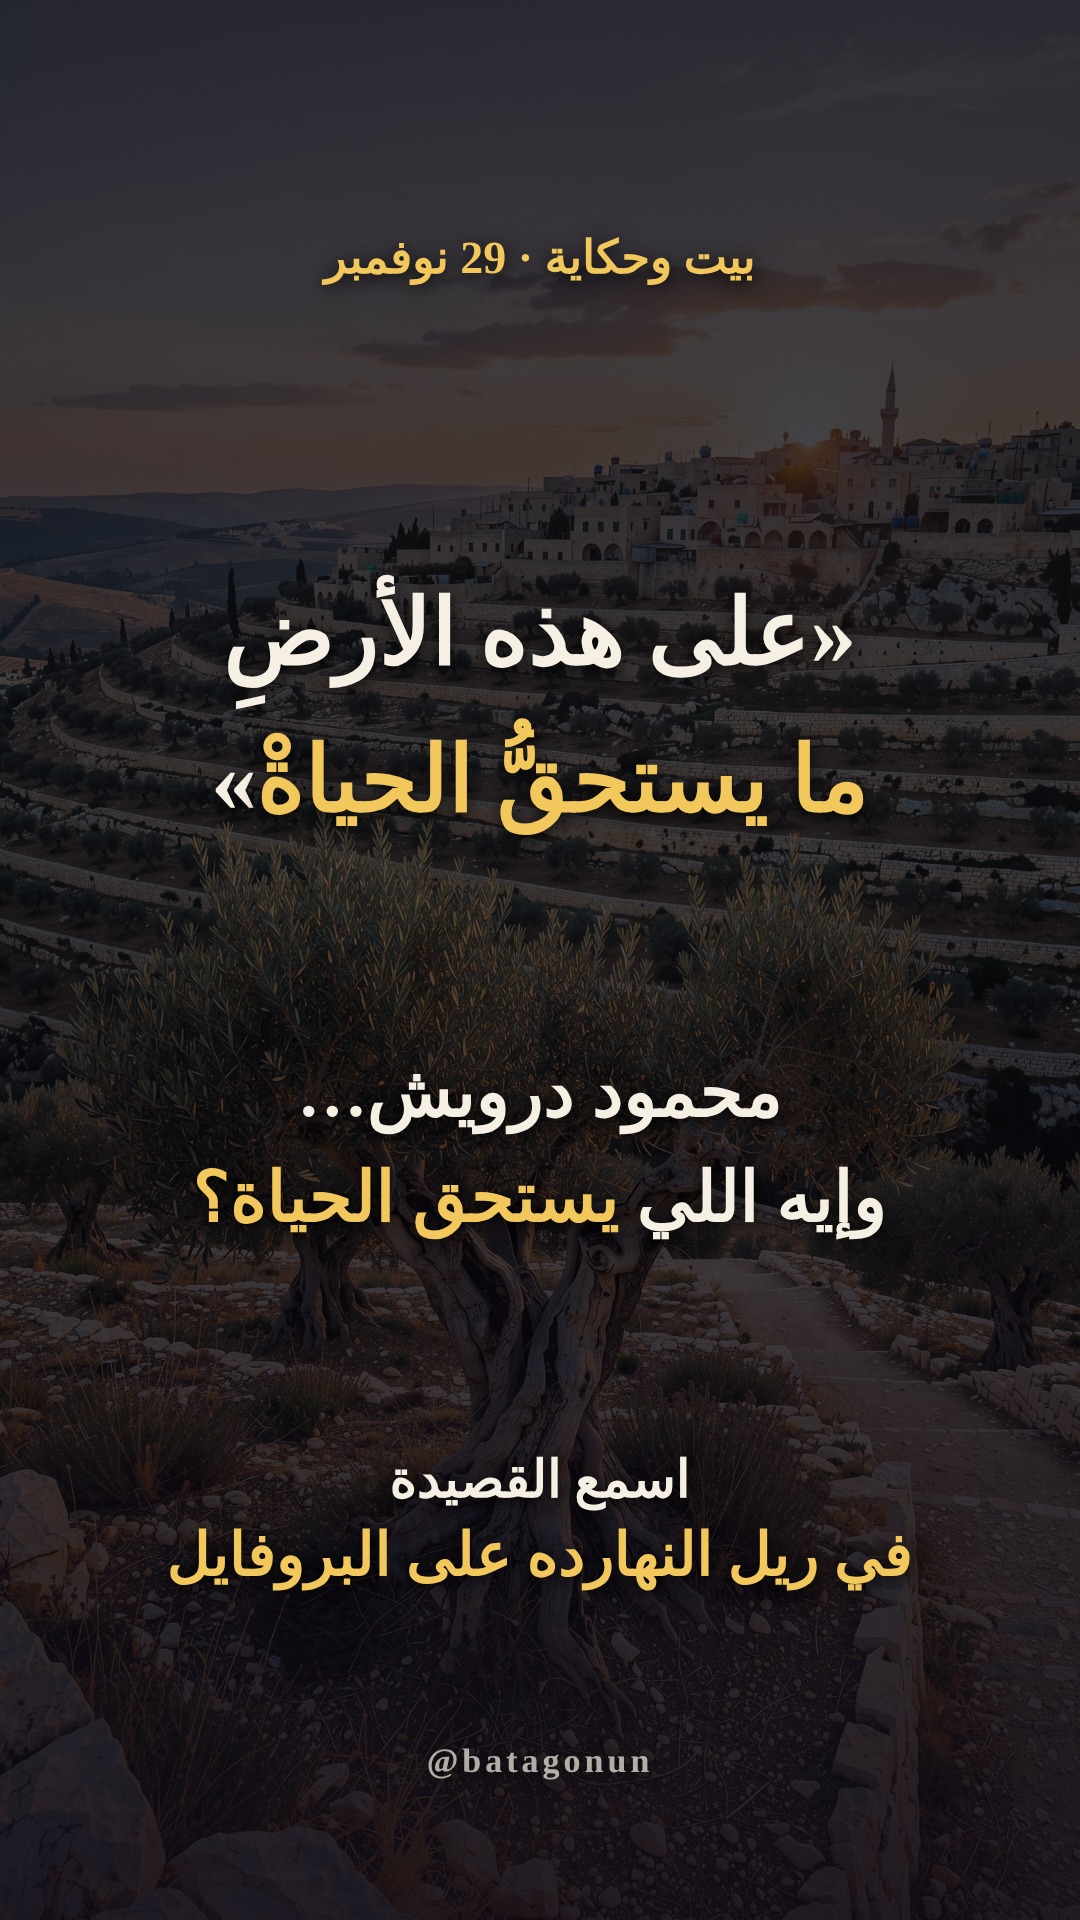 بيت وحكاية · 29 نوفمبر
«على هذه الأرضِ
ما يستحقُّ الحياةْ»
محمود درويش...
وإيه اللي يستحق الحياة؟
اسمع القصيدة
في ريل النهارده على البروفايل
@batagonun